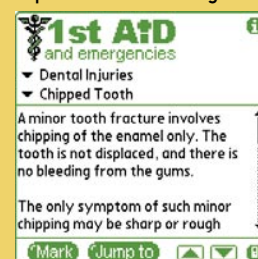 1st AiD
and emergencies
Dental Injuries
Chipped Tooth
A minor tooth fracture involves
chipping of the enamel only. The
tooth is not displaced, and there is
no bleeding from the gums.
The only symptom of such minor
chipping may be sharp or rough
Mark Jump to